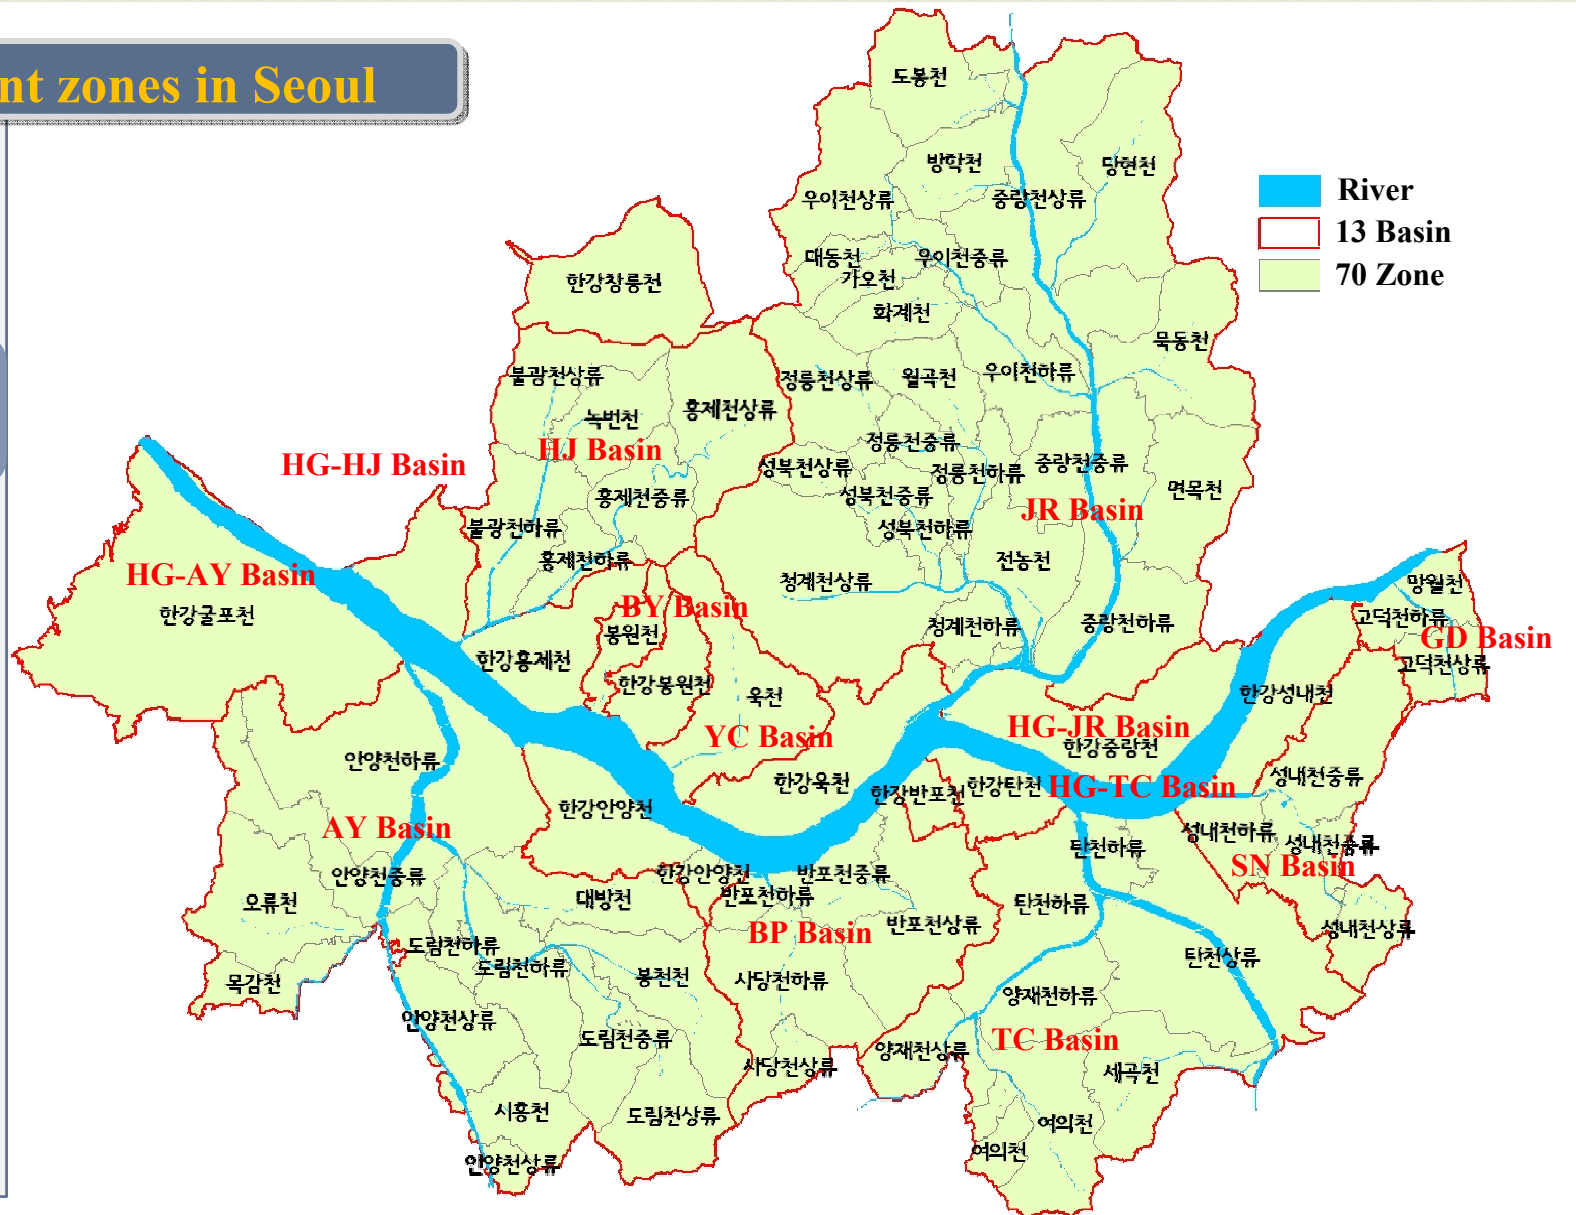 nt zones in Seoul
River
13 Basin
70 Zone
도봉천
방학천
당현천
우이천상류
중랑천상류
대동천
우이천중류
가오천
한강창릉천
화계천
묵동천
불광천상류
정릉천상류
월곡천
우이천하류
녹번천
홍제천상류
HJ Basin
정릉천중류
HG-HJ Basin
성북천상류
정릉천하류
중랑천중류
홍제천중류
성북천중류
면목천
JR Basin
불광천하류
성북천하류
홍제천하류
전농천
HG-AY Basin
청계천상류
망월천
한강굴포천
BY Basin
고덕천하류
봉원천
청계천하류
중랑천하류
GD Basin
한강홍제천
고덕천상류
한강봉원천
욱천
한강성내천
YC Basin
HG-JR Basin
한강중랑천
안양천하류
성내천중류
한강욱천
한강반포천
한강탄천
HG-TC Basin
한강안양천
AY Basin
성내천하류
탄천하류
성내천중류
SN Basin
안양천중류
한강안양천
반포천중류
오류천
대방천
반포천하류
탄천하류
BP Basin
반포천상류
성내천상류
도림천하류
도림천하류
탄천상류
목감천
봉천천
사당천하류
양재천하류
안양천상류
도림천중류
TC Basin
양재천상류
사당천상류
세곡천
시흥천
도림천상류
여의천
여의천
안양천상류